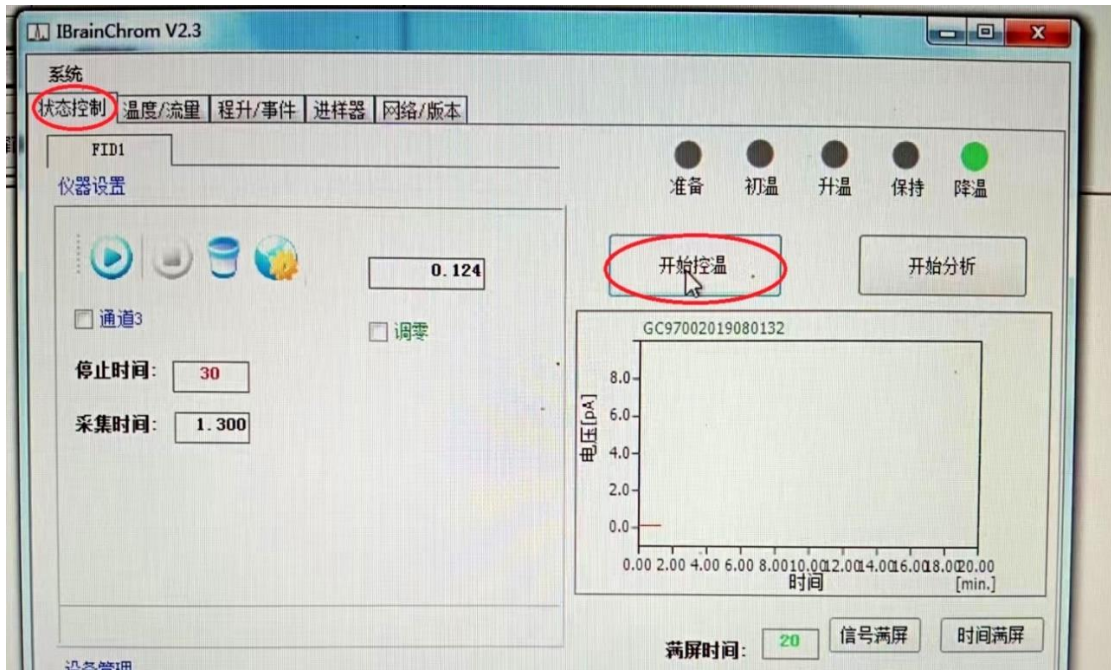 IBrainChrom V2.3
系统
状态控制 温度/流量 程升/事件 进样器 网络/版本
FID1
准备 初温 升温 保持 降温
仪器设置
0.124
开始控温 开始分析
通道3
调零
GC97002019080132
停止时间: 30
采集时间: 1.300
电压[pA]
8.0
6.0
4.0
2.0
0.0
0.00 2.00 4.00 6.00 8.00 10.00 12.00 14.00 16.00 18.00 20.00
时间
[min.]
满屏时间: 20 信号满屏 时间满屏
设备管理